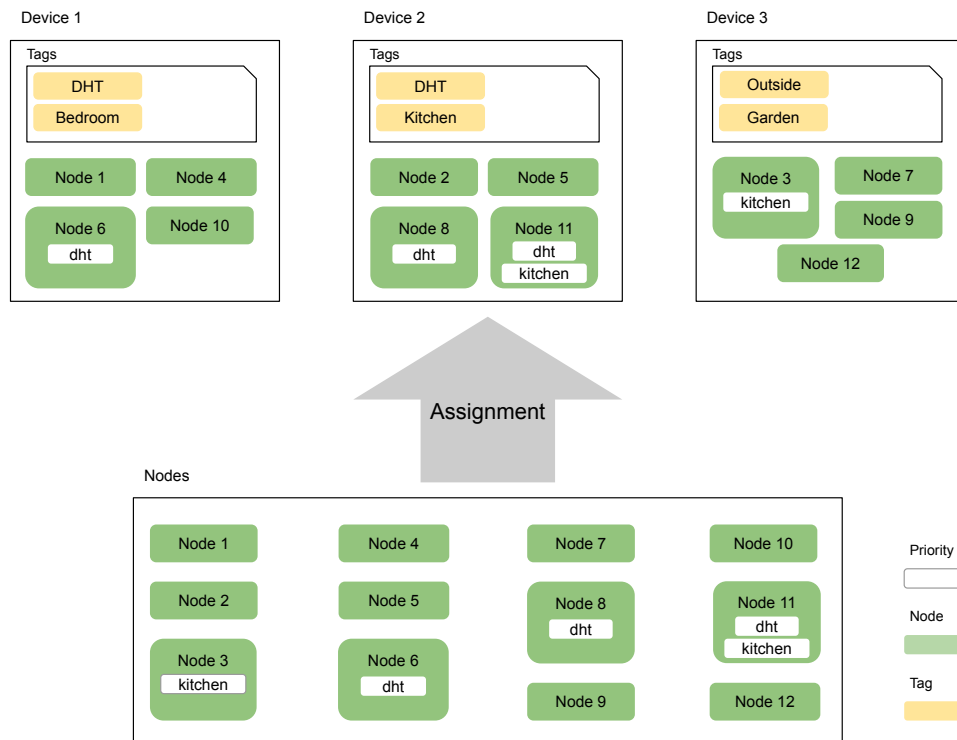 Device 1
Tags
DHT
Bedroom
Node 1
Node 4
Node 6
dht
Node 10
Device 2
Tags
DHT
Kitchen
Node 2
Node 5
Node 8
dht
Node 11
dht
kitchen
Device 3
Tags
Outside
Garden
Node 3
kitchen
Node 7
Node 9
Node 12
Assignment
Nodes
Node 1
Node 4
Node 7
Node 10
Node 2
Node 5
Node 8
dht
Node 11
dht
kitchen
Node 3
kitchen
Node 6
dht
Node 9
Node 12
Priority
Node
Tag